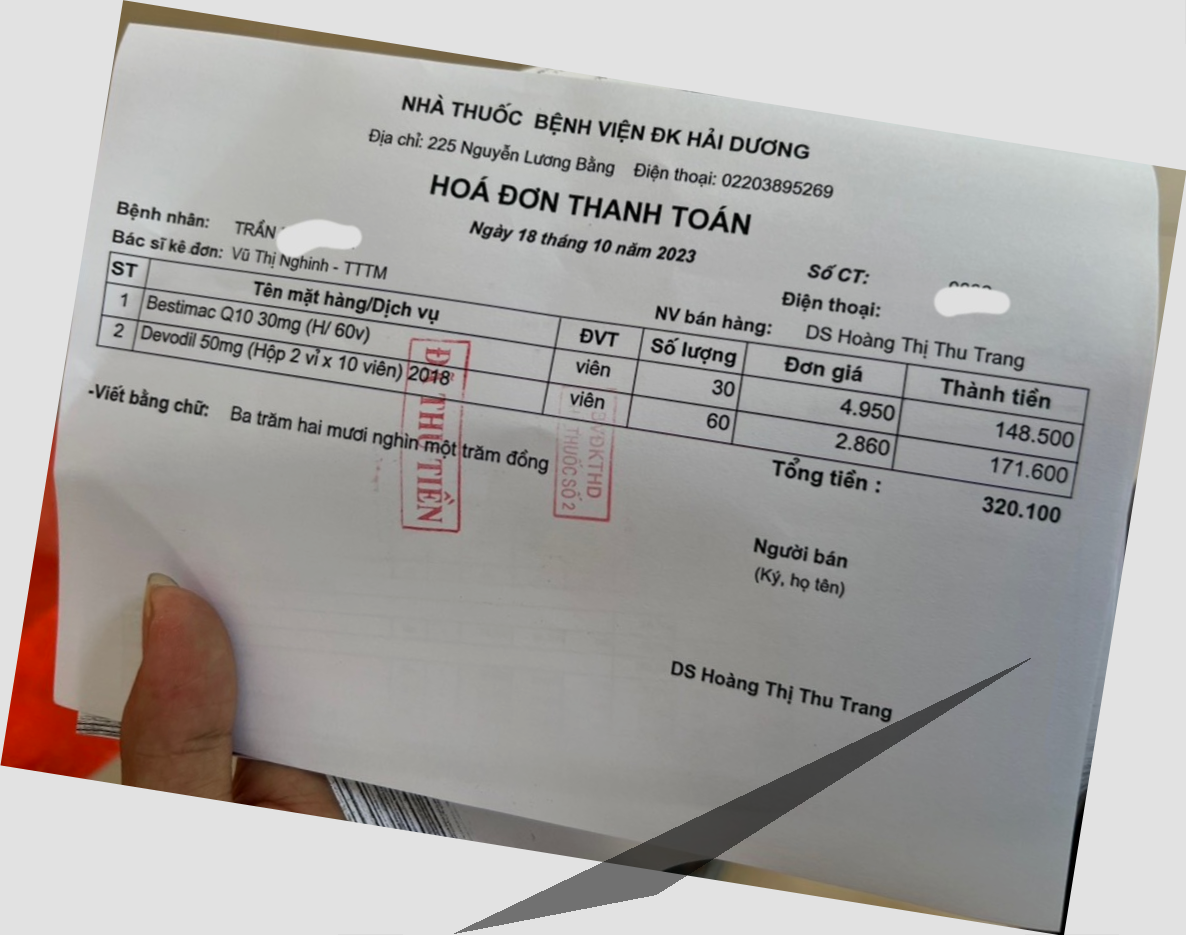 NHÀ THUỐC BỆNH VIỆN ĐK HẢI DƯƠNG
Địa chỉ: 225 Nguyễn Lương Bằng Điện thoại: 02203895269
HOÁ ĐƠN THANH TOÁN
Ngày 18 tháng 10 năm 2023
Số CT:
Bệnh nhân: TRẦN
Điện thoại:
Bác sĩ kê đơn: Vũ Thị Nghinh - TTTM
NV bán hàng: DS Hoàng Thị Thu Trang
ST Tên mặt hàng/Dịch vụ ĐVT Số lượng Đơn giá Thành tiền
1 Bestimac Q10 30mg (H/ 60v) viên 30 4.950 148.500
2 Devodil 50mg (Hộp 2 vỉ x 10 viên) 2018 viên 60 2.860 171.600
Tổng tiền : 320.100
-Viết bằng chữ: Ba trăm hai mươi nghìn một trăm đồng
ĐÃ THU TIỀN
BVĐKTHD
THUỐC SỐ 2
Người bán
(Ký, họ tên)
DS Hoàng Thị Thu Trang